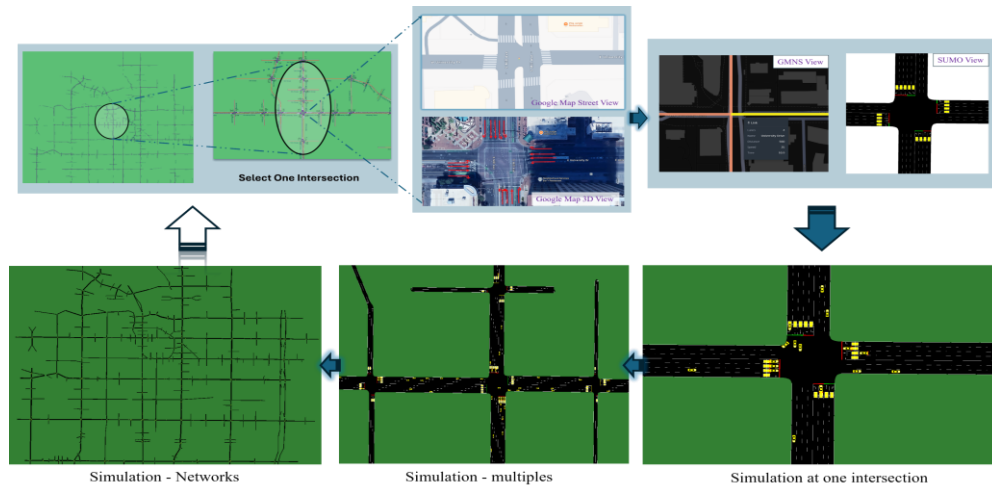 GMNS View
SUMO View
Google Map Street View
Select One Intersection
Google Map 3D View
Simulation - Networks
Simulation - multiples
Simulation at one intersection